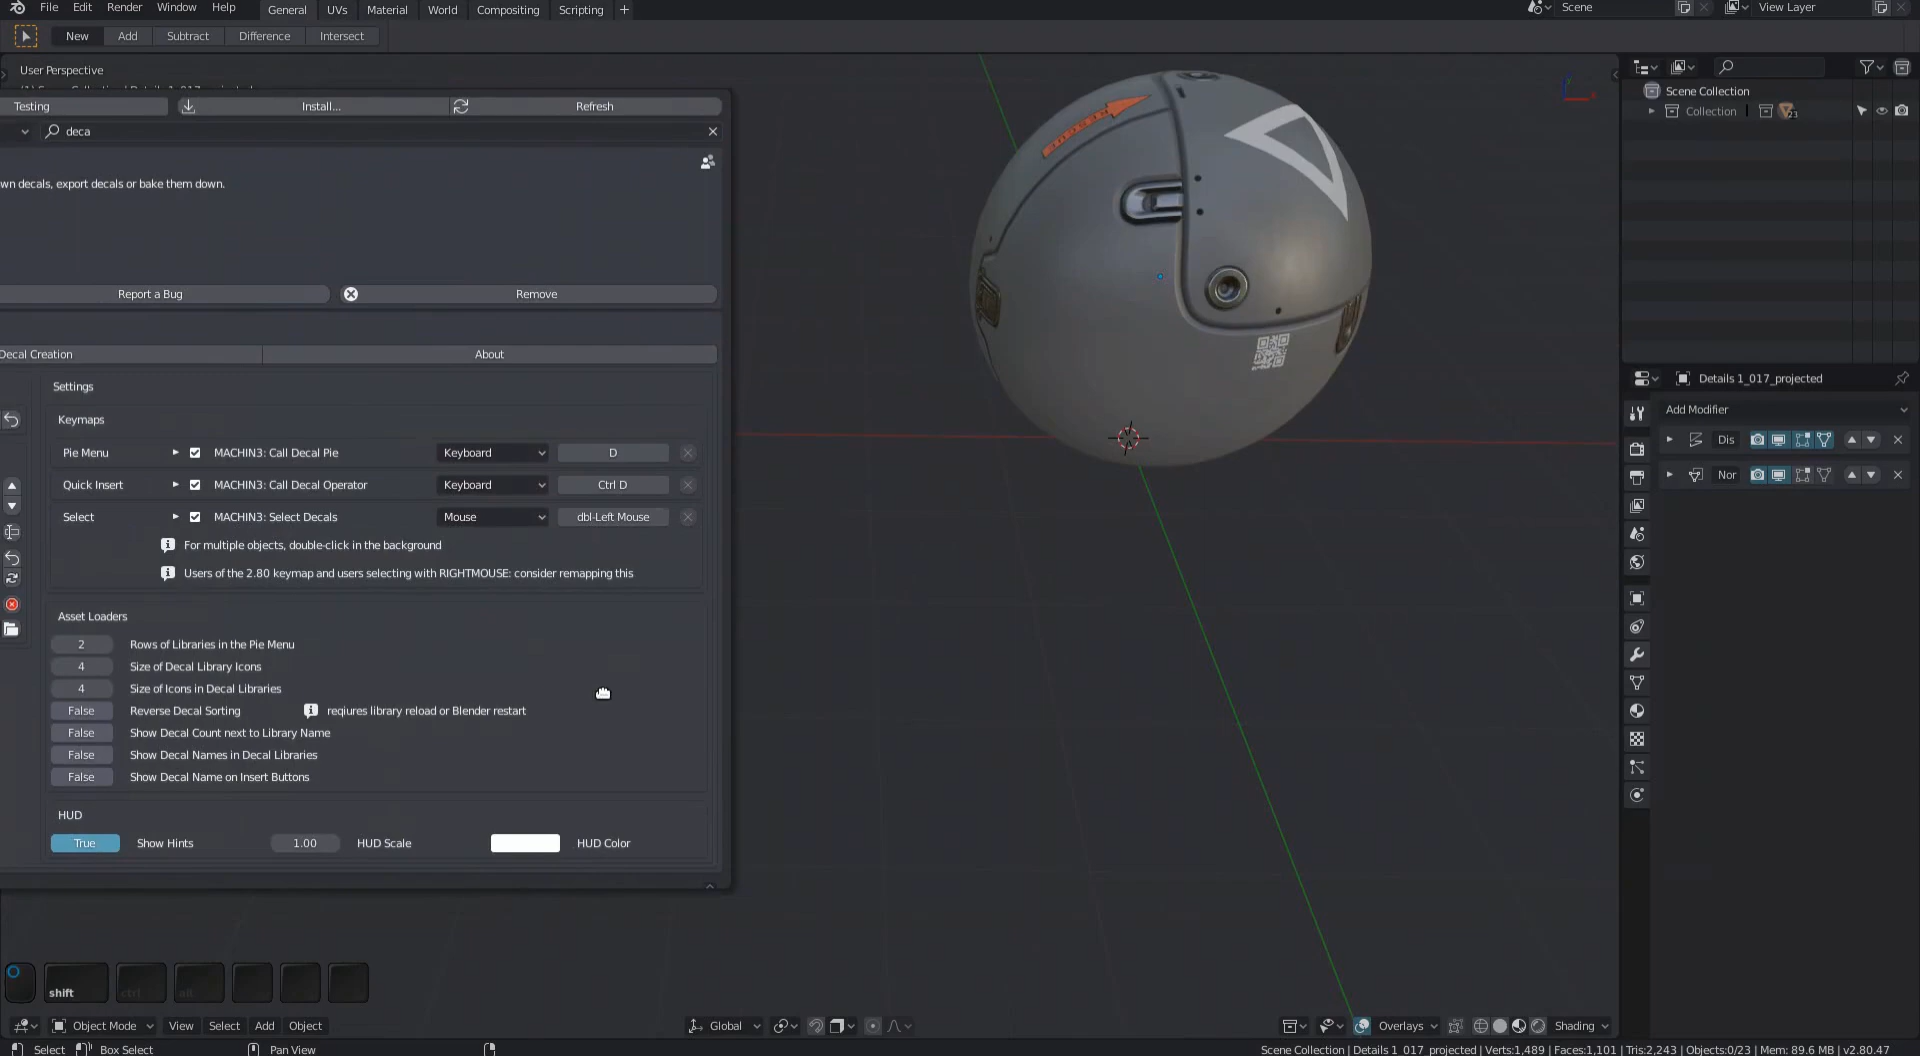 File Edit Render Window Help General UVs Material World Compositing Scripting + Scene View Layer
New Add Subtract Difference Intersect
User Perspective
Testing Install... Refresh
deca
wn decals, export decals or bake them down.
Report a Bug Remove
Decal Creation About
Settings
Keymaps
Pie Menu MACHIN3: Call Decal Pie Keyboard D
Quick Insert MACHIN3: Call Decal Operator Keyboard Ctrl D
Select MACHIN3: Select Decals Mouse dbl-Left Mouse
For multiple objects, double-click in the background
Users of the 2.80 keymap and users selecting with RIGHTMOUSE: consider remapping this
Asset Loaders
2 Rows of Libraries in the Pie Menu
4 Size of Decal Library Icons
4 Size of Icons in Decal Libraries
False Reverse Decal Sorting reqiures library reload or Blender restart
False Show Decal Count next to Library Name
False Show Decal Names in Decal Libraries
False Show Decal Name on Insert Buttons
HUD
True Show Hints 1.00 HUD Scale HUD Color
Scene Collection
Collection 23
Details 1_017_projected
Add Modifier
Dis
Nor
shift ctrl alt
Object Mode View Select Add Object Global Overlays Shading
Select Box Select Pan View Scene Collection | Details 1_017_projected | Verts:1,489 | Faces:1,101 | Tris:2,243 | Objects:0/23 | Mem: 89.6 MB | v2.80.47